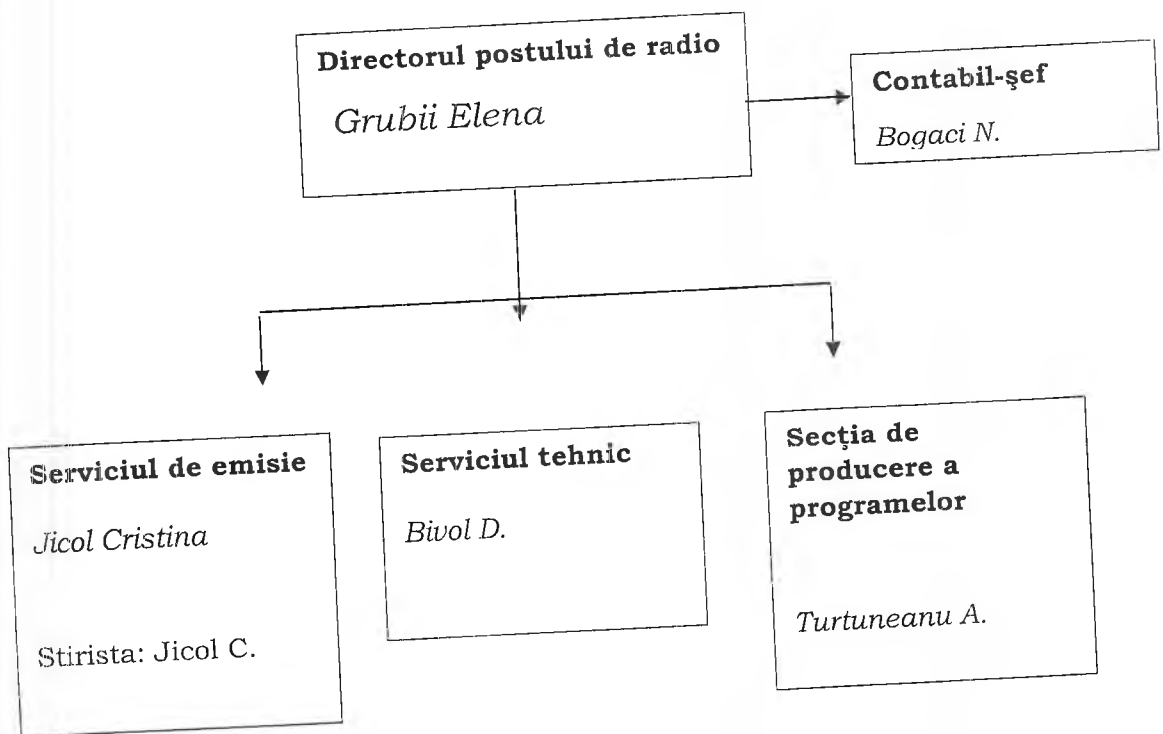 Directorul postului de radio
Grubii Elena
Contabil-şef
Bogaci N.
Serviciul de emisie
Jicol Cristina
Stirista: Jicol C.
Serviciul tehnic
Bivol D.
Secţia de
producere a
programelor
Turtuneanu A.